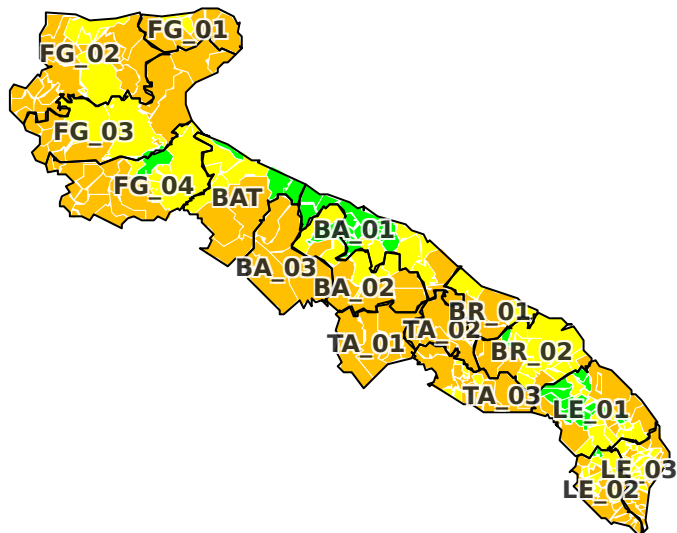 FG_01
FG_02
FG_03
FG_04
BAT
BA_01
BA_03
BA_02
BR_01
TA_02
TA_01
BR_02
TA_03
LE_01
LE_03
LE_02